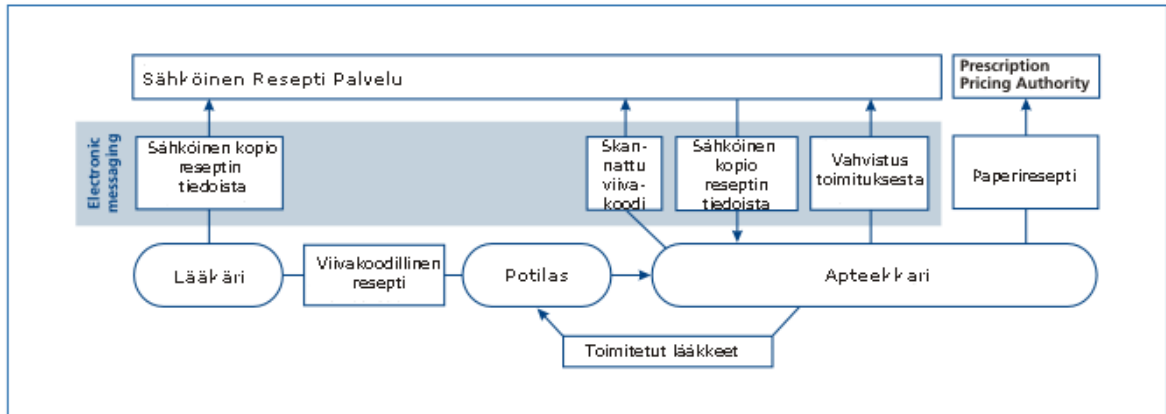 Sähköinen Resepti Palvelu
Prescription
Pricing Authority
Electronic
messaging
Sähköinen kopio
reseptin
tiedoista
Skan-
nattu
viiva-
koodi
Sähköinen
kopio
reseptin
tiedoista
Vahvistus
toimituksesta
Paperiresepti
Lääkäri
Viivakoodillinen
resepti
Potilas
Apteekkari
Toimitetut lääkkeet